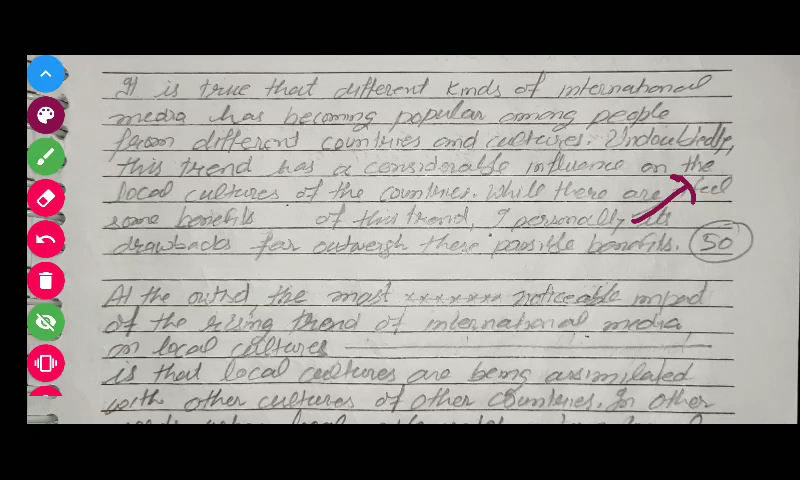 It is true that different kinds of international
media has becoming popular among people
from different countries and cultures. Undoubtedly,
this trend has a considerable influence on the
local cultures of the countries. While there are feel
some benefits of this trend, I personally its
drawbacks far outweigh these possible benefits. 50
At the outset, the most noticeable impact
of the rising trend of international media
on local cultures
is that local cultures are being assimilated
with other cultures of other countries. In other